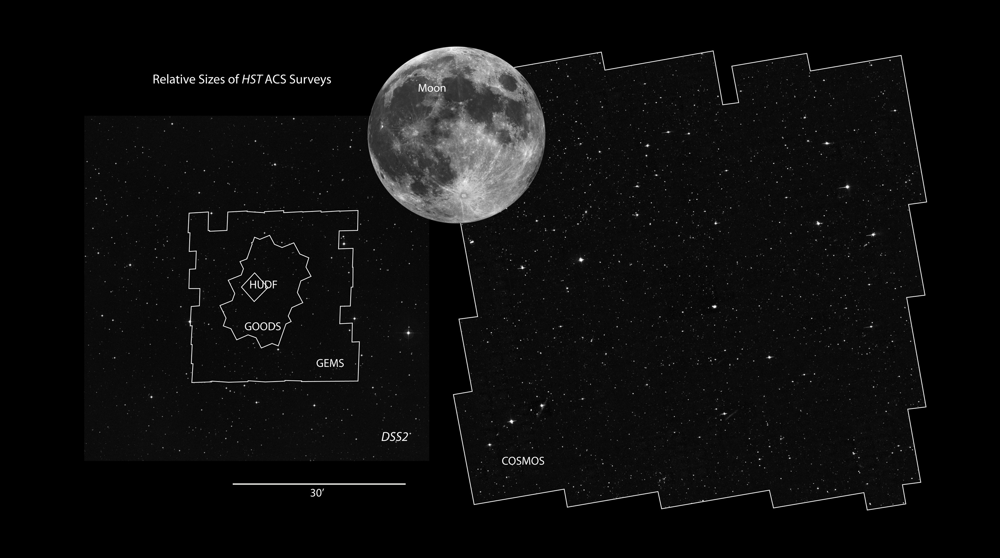 Relative Sizes of HST ACS Surveys
Moon
HUDF
GOODS
GEMS
DSS2
COSMOS
30’